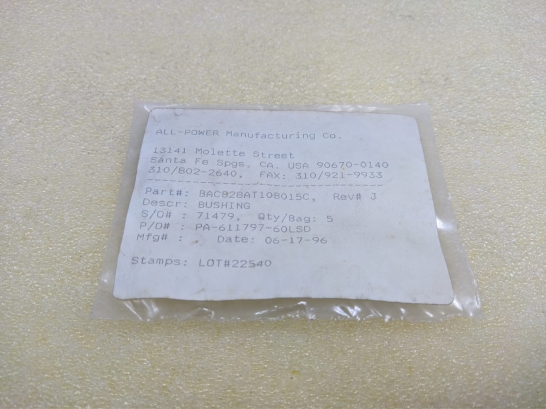 ALL-POWER Manufacturing Co.
13141 Molette Street
Santa Fe Spgs, CA. USA 90670-0140
310/802-2640, FAX: 310/921-9933
Part#: BACB28AT10B015C, Rev# J
Descr: BUSHING
S/O# : 71479, Qty/Bag: 5
P/O# : PA-611797-60LSD
Mfg# : Date: 06-17-96
Stamps: LOT#22540